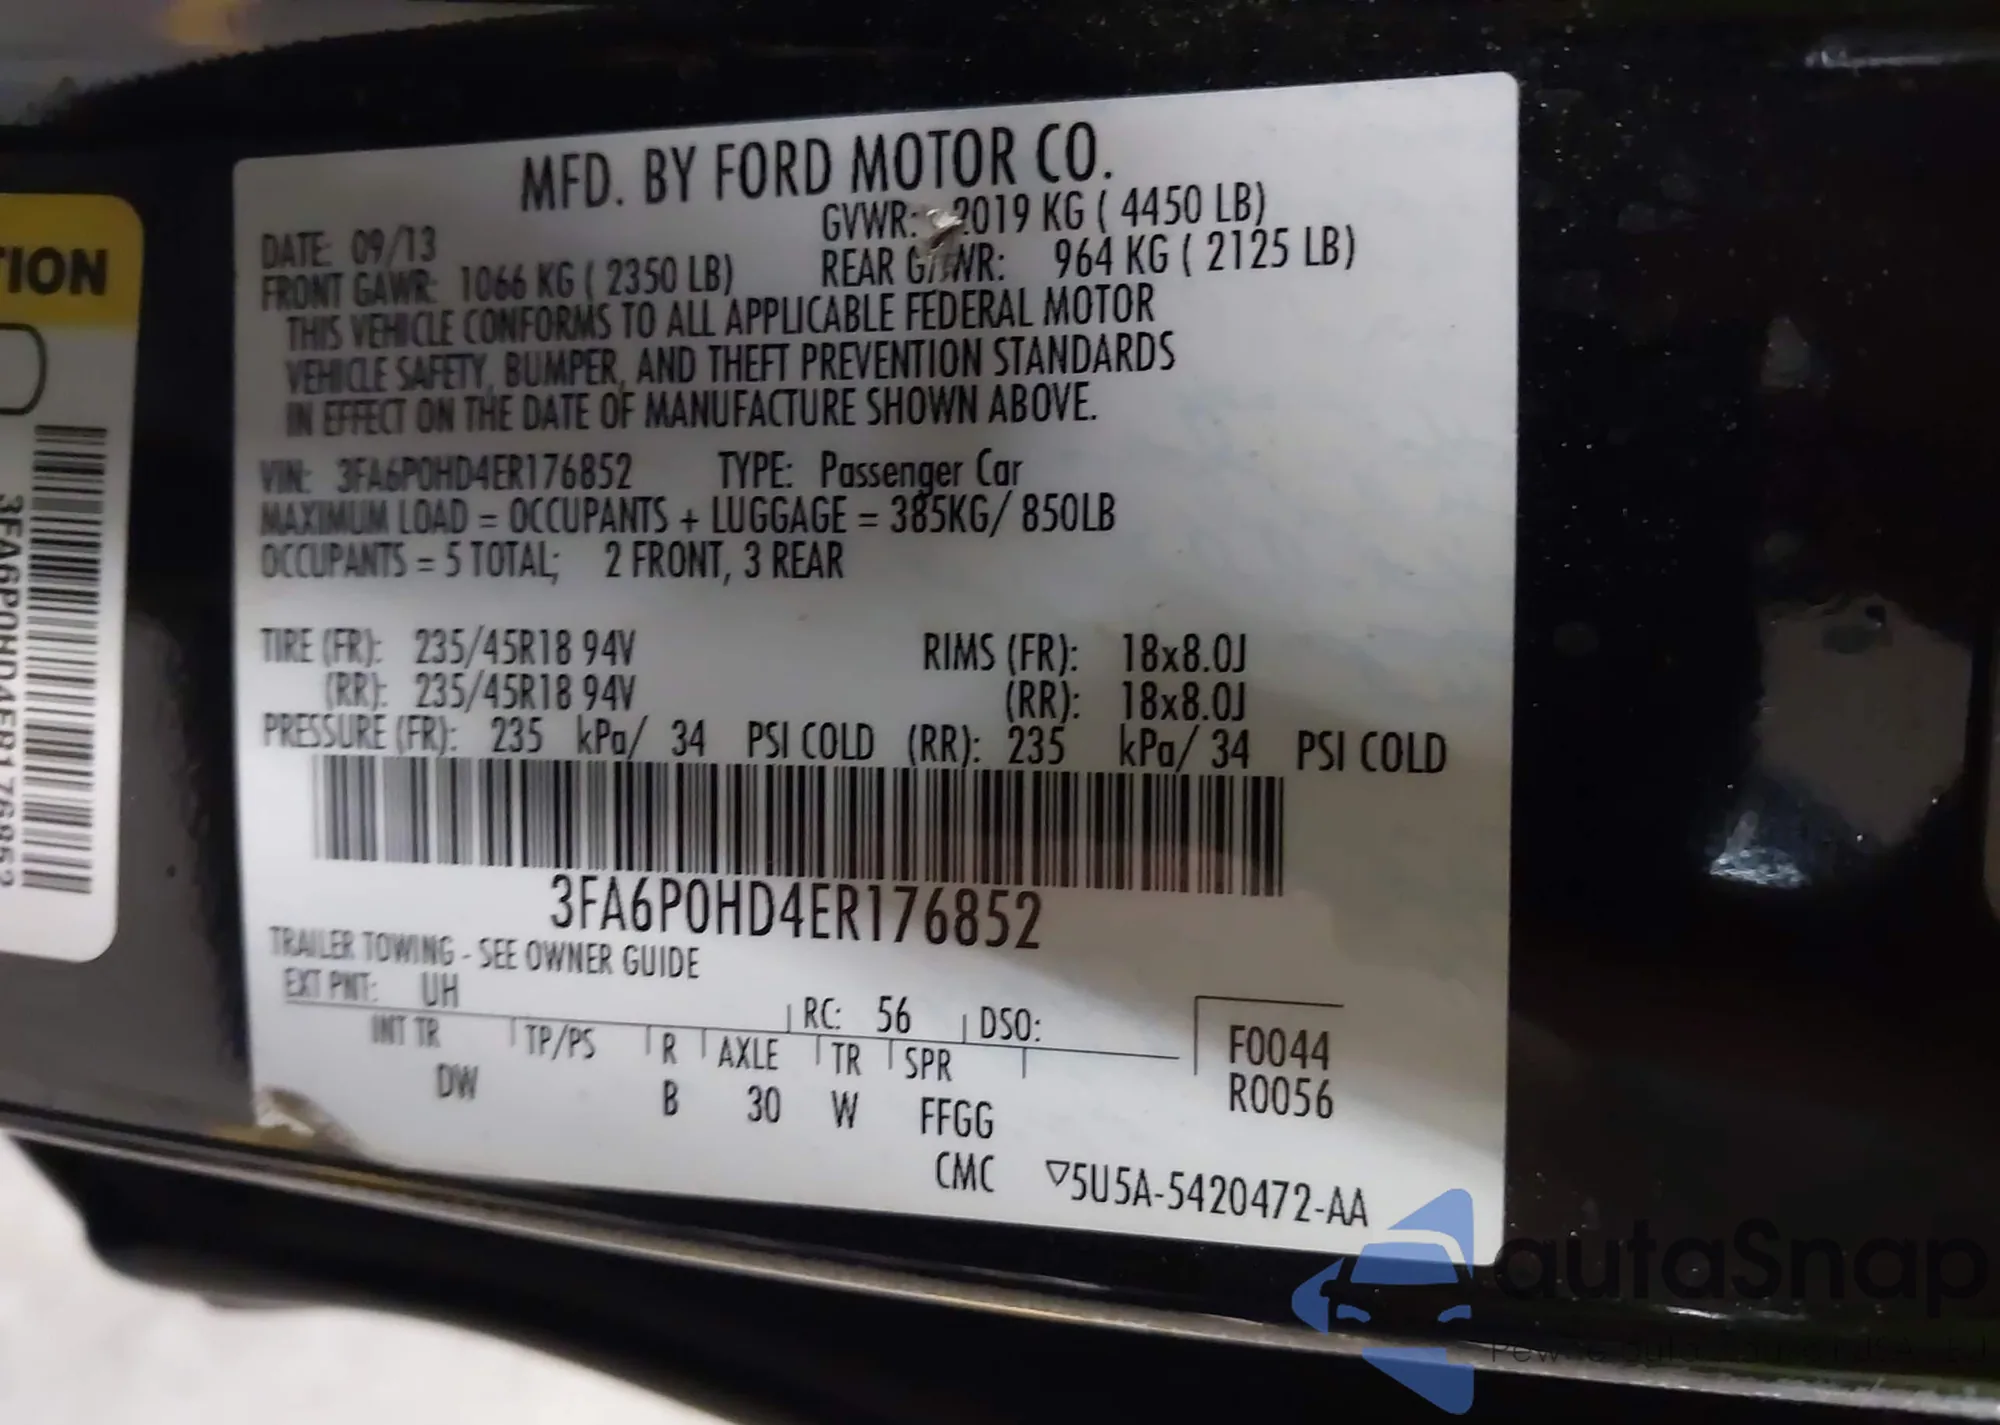 MFD. BY FORD MOTOR CO.
DATE: 09/13 GVWR: 2019 KG ( 4450 LB)
FRONT GAWR: 1066 KG ( 2350 LB) REAR GAWR: 964 KG ( 2125 LB)
THIS VEHICLE CONFORMS TO ALL APPLICABLE FEDERAL MOTOR
VEHICLE SAFETY, BUMPER, AND THEFT PREVENTION STANDARDS
IN EFFECT ON THE DATE OF MANUFACTURE SHOWN ABOVE.
VIN: 3FA6P0HD4ER176852 TYPE: Passenger Car
MAXIMUM LOAD = OCCUPANTS + LUGGAGE = 385KG/ 850LB
OCCUPANTS = 5 TOTAL; 2 FRONT, 3 REAR
TIRE (FR): 235/45R18 94V RIMS (FR): 18x8.0J
(RR): 235/45R18 94V (RR): 18x8.0J
PRESSURE (FR): 235 kPa/ 34 PSI COLD (RR): 235 kPa/ 34 PSI COLD
3FA6P0HD4ER176852
TRAILER TOWING - SEE OWNER GUIDE
EXT PNT: UH RC: 56 DSO:
INT TR TP/PS R AXLE TR SPR
DW B 30 W FFGG
F0044
R0056
CMC ▽5U5A-5420472-AA
TION
3FA6P0HD4ER176852
autaSnap